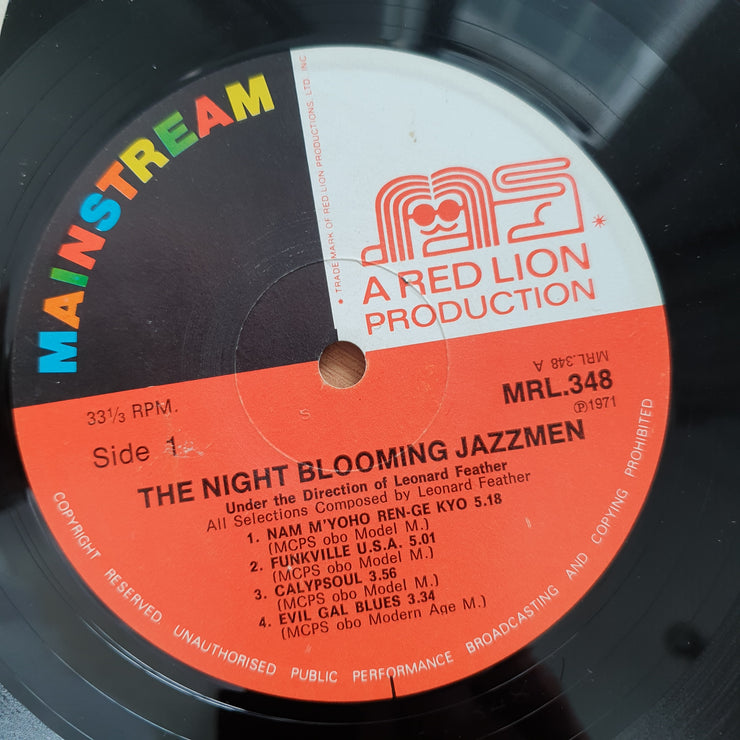 MAINSTREAM
• TRADE MARK OF RED LION PRODUCTIONS, LTD. INC
A RED LION
PRODUCTION
*
33⅓ RPM.
Side 1
MRL.348 A
MRL.348
Ⓟ1971
THE NIGHT BLOOMING JAZZMEN
Under the Direction of Leonard Feather
All Selections Composed by Leonard Feather
1. NAM M'YOHO REN-GE KYO 5.18
(MCPS obo Model M.)
2. FUNKVILLE U.S.A. 5.01
(MCPS obo Model M.)
3. CALYPSOUL 3.56
(MCPS obo Model M.)
4. EVIL GAL BLUES 3.34
(MCPS obo Modern Age M.)
COPYRIGHT RESERVED UNAUTHORISED PUBLIC PERFORMANCE BROADCASTING AND COPYING PROHIBITED